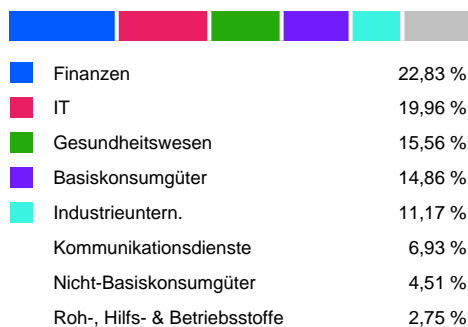 Finanzen 22,83 %
IT 19,96 %
Gesundheitswesen 15,56 %
Basiskonsumgüter 14,86 %
Industrieuntern. 11,17 %
Kommunikationsdienste 6,93 %
Nicht-Basiskonsumgüter 4,51 %
Roh-, Hilfs- & Betriebsstoffe 2,75 %